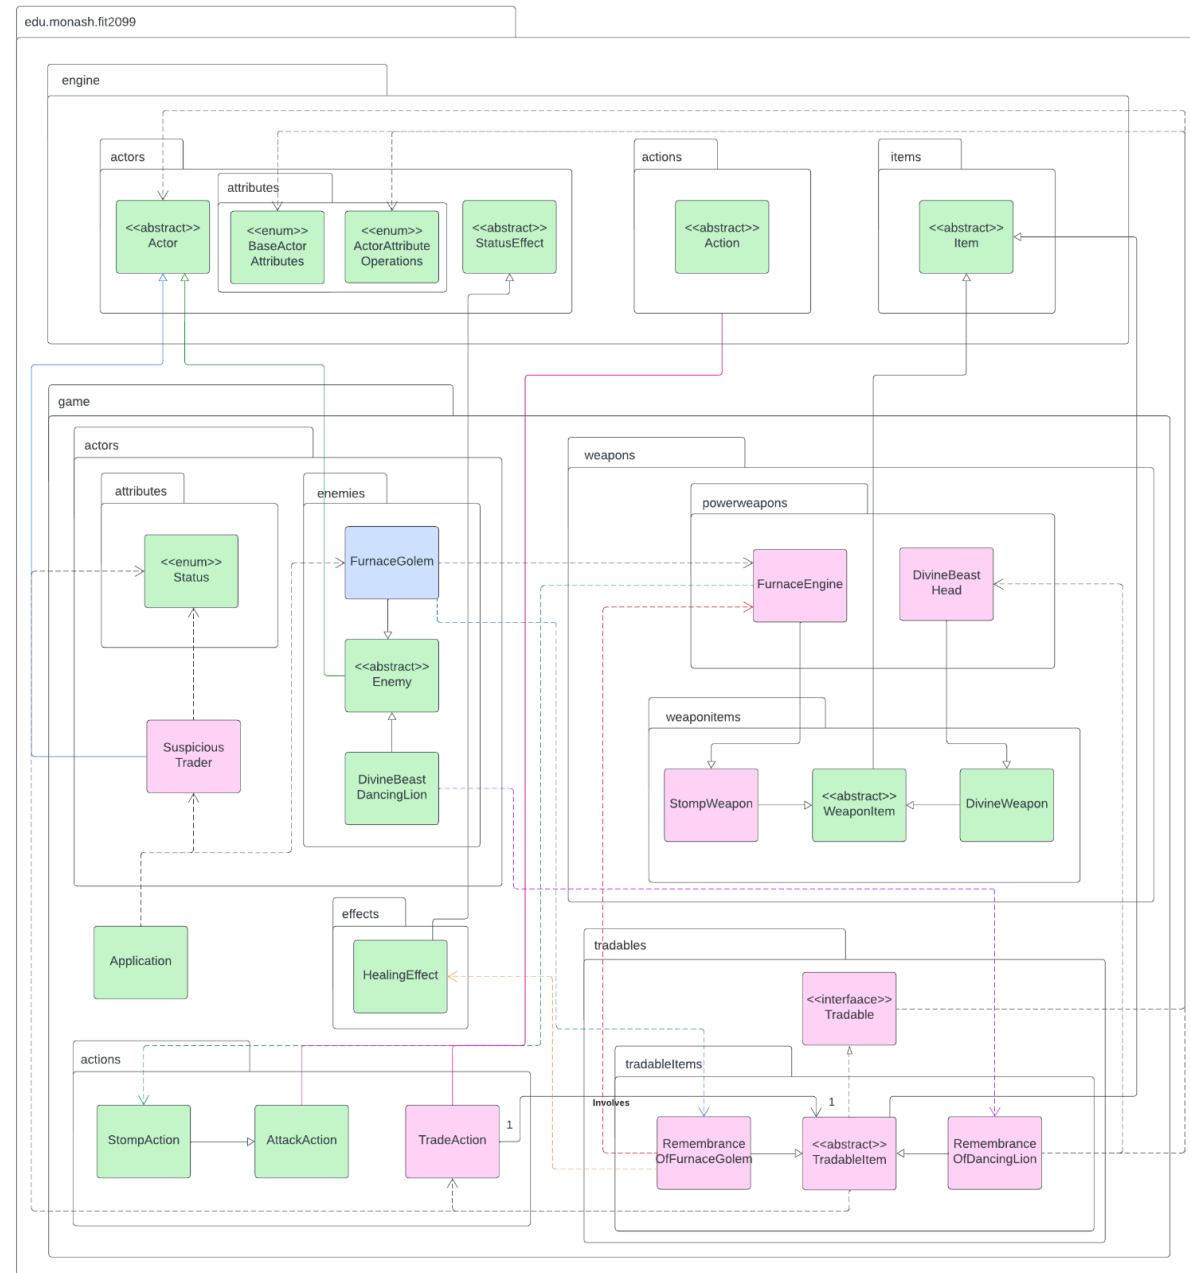 edu.monash.fit2099
engine
actors
attributes
<<abstract>>
Actor
<<enum>>
BaseActor
Attributes
<<enum>>
ActorAttribute
Operations
<<abstract>>
StatusEffect
actions
<<abstract>>
Action
items
<<abstract>>
Item
game
actors
attributes
<<enum>>
Status
Suspicious
Trader
enemies
FurnaceGolem
<<abstract>>
Enemy
DivineBeast
DancingLion
weapons
powerweapons
FurnaceEngine
DivineBeast
Head
weaponitems
StompWeapon
<<abstract>>
WeaponItem
DivineWeapon
Application
effects
HealingEffect
tradables
<<interfaace>>
Tradable
tradableItems
Remembrance
OfFurnaceGolem
<<abstract>>
TradableItem
Remembrance
OfDancingLion
actions
StompAction
AttackAction
TradeAction
1
Involves
1